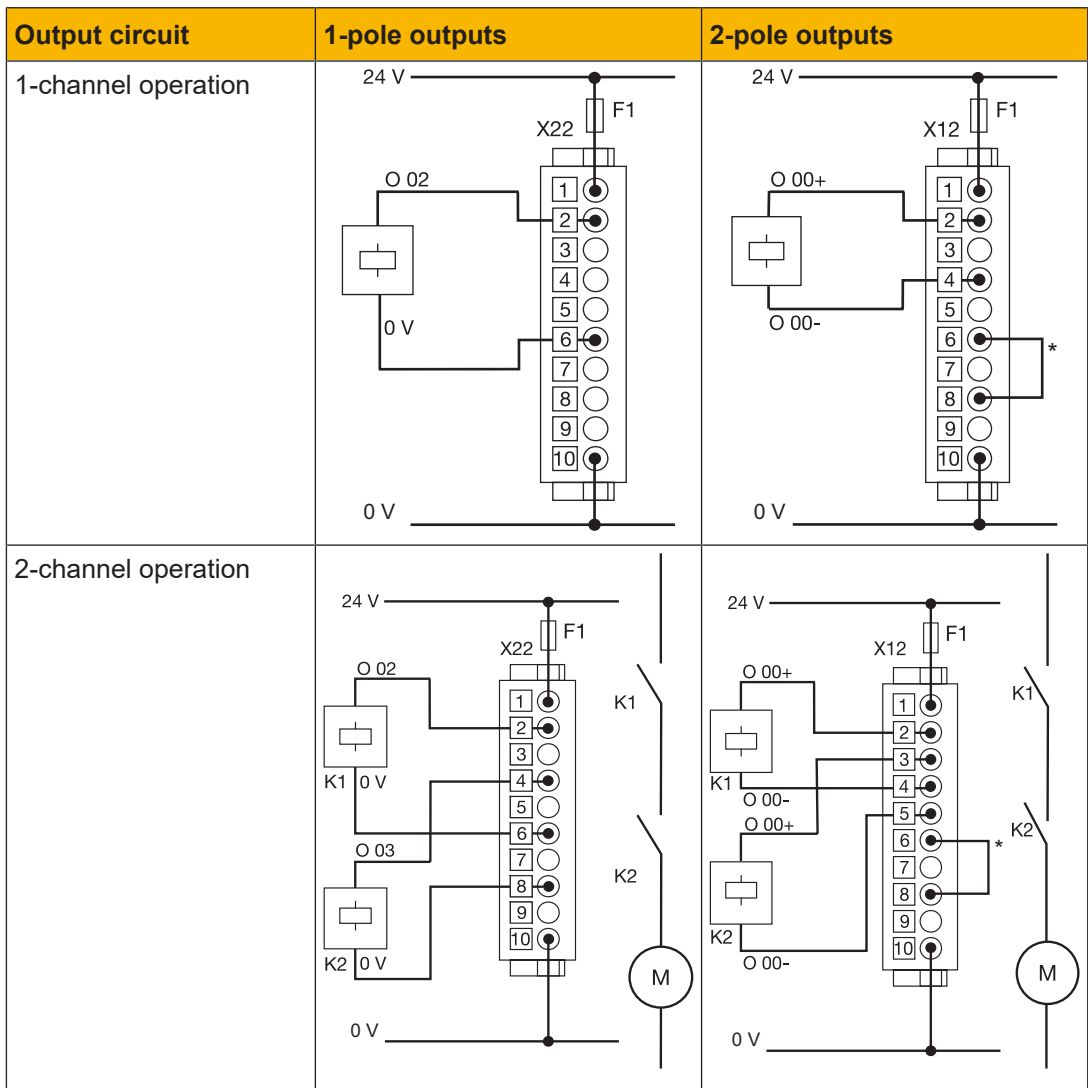 Output circuit
1-pole outputs
2-pole outputs
1-channel operation
24 V
F1
X22
O 02
1
2
3
4
5
0 V
6
7
8
9
10
0 V
24 V
F1
X12
O 00+
1
2
3
4
5
O 00-
6
*
7
8
9
10
0 V
2-channel operation
24 V
F1
X22
O 02
1
K1
2
3
K1
0 V
4
5
6
O 03
7
K2
8
9
10
K2
0 V
M
0 V
24 V
F1
X12
O 00+
1
K1
2
3
K1
4
O 00-
5
O 00+
6
*
K2
7
8
9
K2
10
O 00-
M
0 V